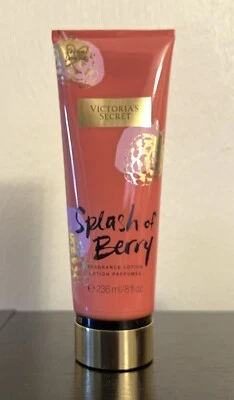 VICTORIA'S
SECRET
Splash of
Berry
FRAGRANCE LOTION
LOTION PARFUMÉE
℮ 236 ml/8 fl oz